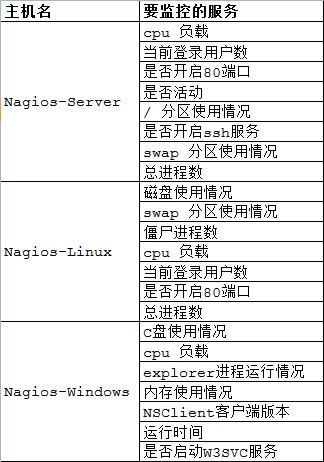 主机名 要监控的服务
Nagios-Server
cpu 负载
当前登录用户数
是否开启80端口
是否活动
/ 分区使用情况
是否开启ssh服务
swap 分区使用情况
总进程数
Nagios-Linux
磁盘使用情况
swap 分区使用情况
僵尸进程数
cpu 负载
当前登录用户数
是否开启80端口
总进程数
Nagios-Windows
C盘使用情况
cpu 负载
explorer进程运行情况
内存使用情况
NSClient客户端版本
运行时间
是否启动W3SVC服务